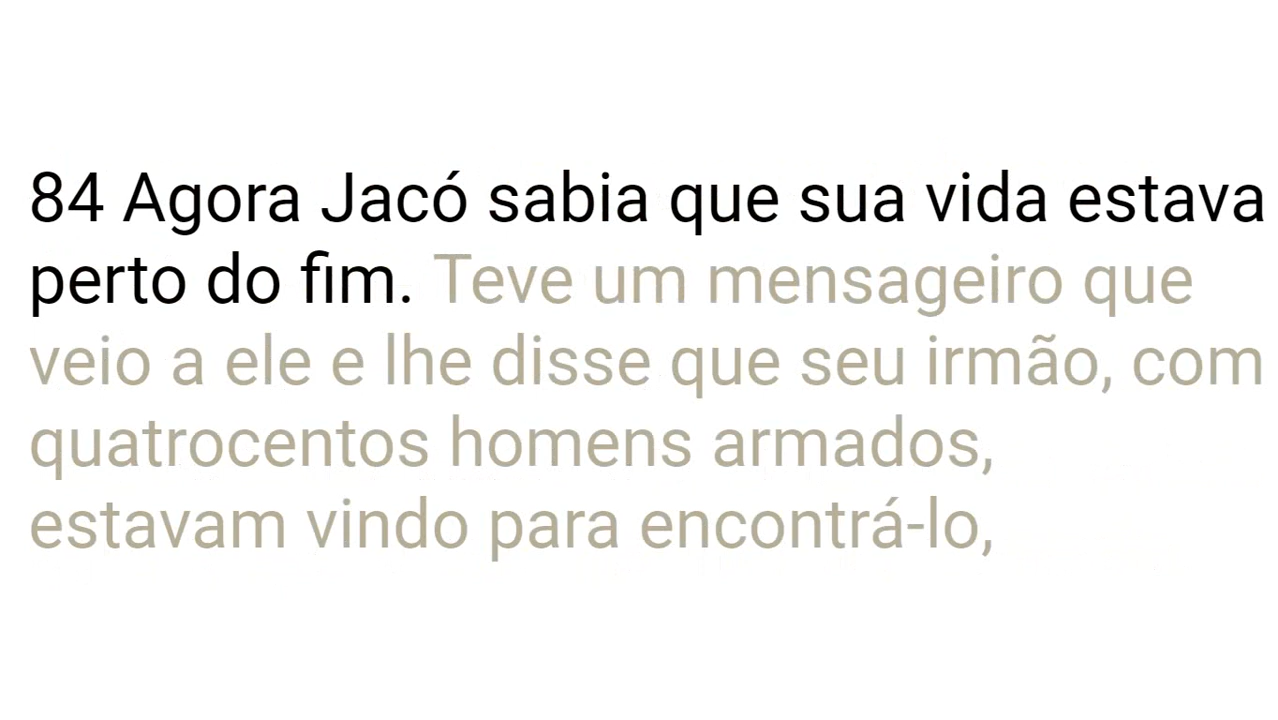 84 Agora Jacó sabia que sua vida estava
perto do fim. Teve um mensageiro que
veio a ele e lhe disse que seu irmão, com
quatrocentos homens armados,
estavam vindo para encontrá-lo,